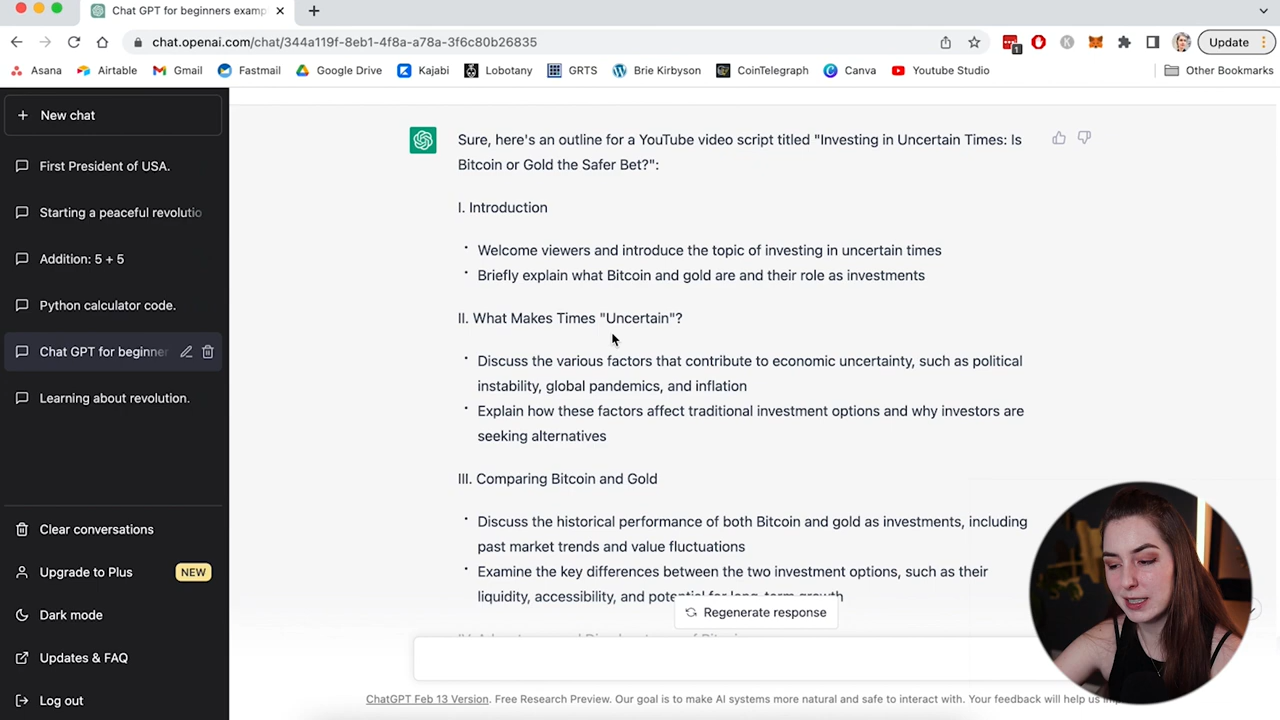 Chat GPT for beginners examp
chat.openai.com/chat/344a119f-8eb1-4f8a-a78a-3f6c80b26835
1
Update
Asana
Airtable
Gmail
Fastmail
Google Drive
Kajabi
Lobotany
GRTS
Brie Kirbyson
CoinTelegraph
Canva
Youtube Studio
Other Bookmarks
New chat
First President of USA.
Starting a peaceful revolutio
Addition: 5 + 5
Python calculator code.
Chat GPT for beginner
Learning about revolution.
Clear conversations
Upgrade to Plus NEW
Dark mode
Updates & FAQ
Log out
Sure, here's an outline for a YouTube video script titled "Investing in Uncertain Times: Is
Bitcoin or Gold the Safer Bet?":
I. Introduction
· Welcome viewers and introduce the topic of investing in uncertain times
· Briefly explain what Bitcoin and gold are and their role as investments
II. What Makes Times "Uncertain"?
· Discuss the various factors that contribute to economic uncertainty, such as political
instability, global pandemics, and inflation
· Explain how these factors affect traditional investment options and why investors are
seeking alternatives
III. Comparing Bitcoin and Gold
· Discuss the historical performance of both Bitcoin and gold as investments, including
past market trends and value fluctuations
· Examine the key differences between the two investment options, such as their
liquidity, accessibility, and potential for long-term growth
Regenerate response
ChatGPT Feb 13 Version. Free Research Preview. Our goal is to make AI systems more natural and safe to interact with. Your feedback will help us